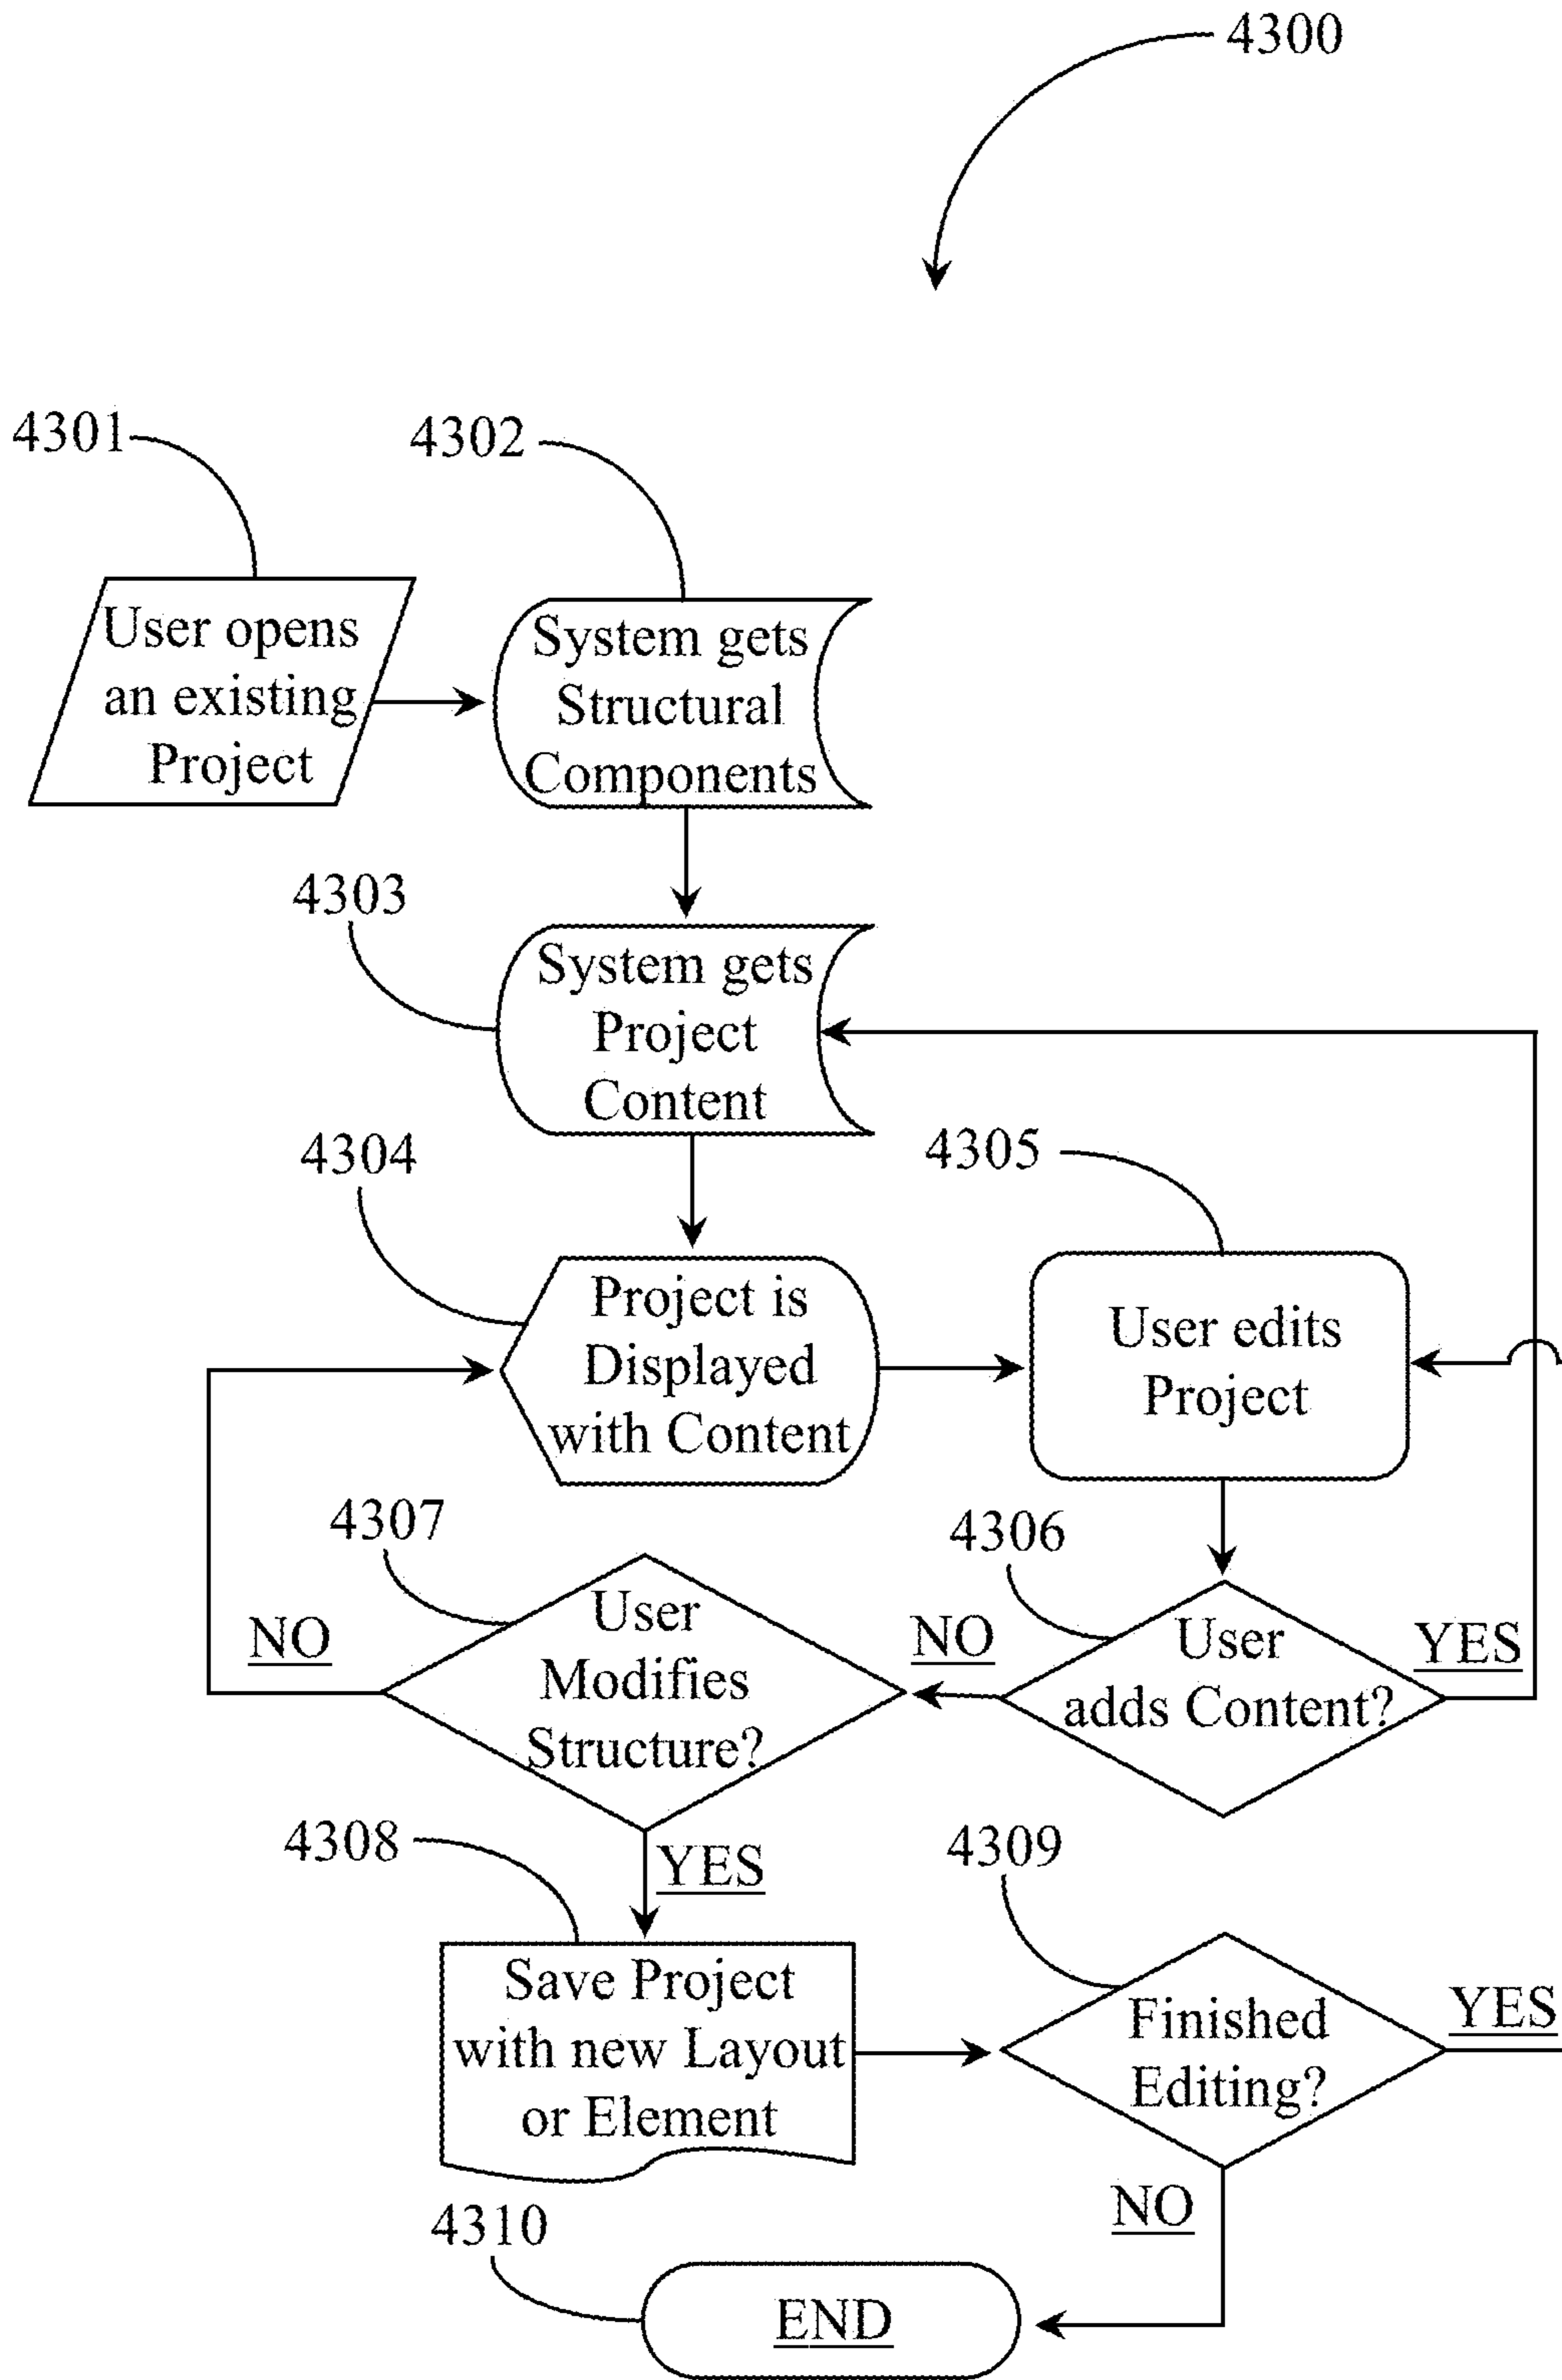 4300
4301
4302
User opens
an existing
Project
System gets
Structural
Components
4303
System gets
Project
Content
4304
4305
Project is
Displayed
with Content
User edits
Project
4307
4306
NO
User
Modifies
Structure?
NO
User
adds Content?
YES
4308
YES
4309
Save Project
with new Layout
or Element
Finished
Editing?
YES
NO
4310
END